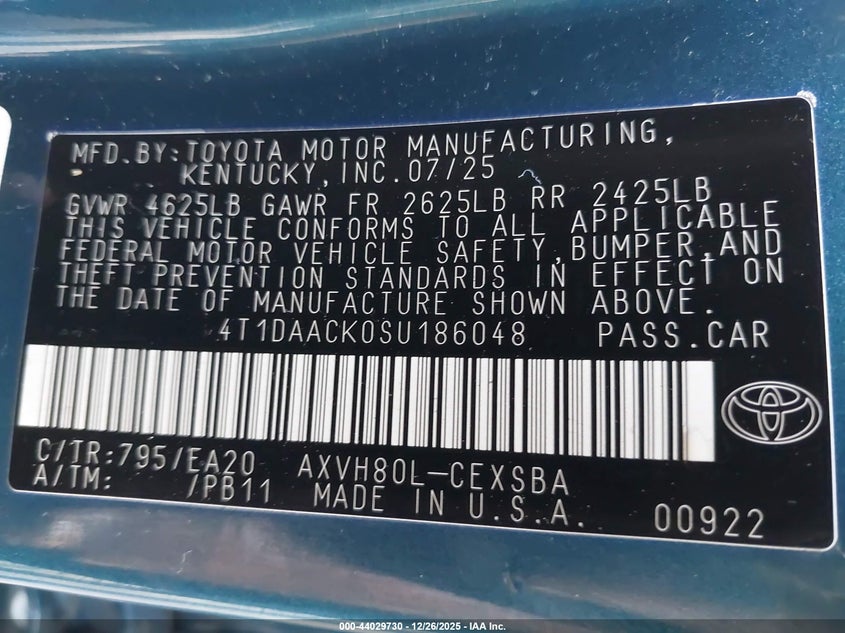 MFD.BY:TOYOTA MOTOR MANUFACTURING,
KENTUCKY,INC.07/25
GVWR 4625LB GAWR FR 2625LB RR 2425LB
THIS VEHICLE CONFORMS TO ALL APPLICABLE
FEDERAL MOTOR VEHICLE SAFETY,BUMPER,AND
THEFT PREVENTION STANDARDS IN EFFECT ON
THE DATE OF MANUFACTURE SHOWN ABOVE.
4T1DAACK0SU186048 PASS.CAR
C/TR:795/EA20 AXVH80L-CEXSBA
A/TM: /PB11 MADE IN U.S.A. 00922
000-44029730 - 12/26/2025 - IAA Inc.